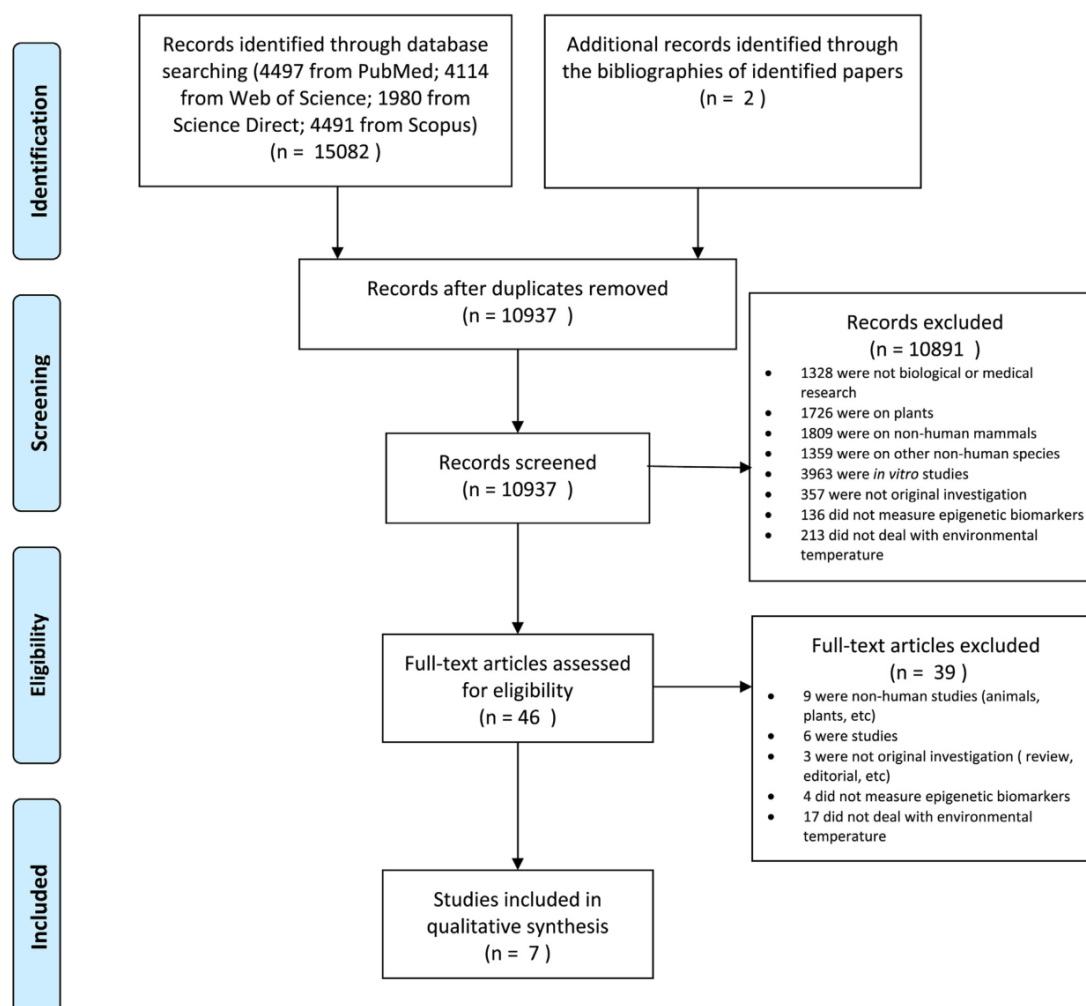 Identification
Records identified through database
searching (4497 from PubMed; 4114
from Web of Science; 1980 from
Science Direct; 4491 from Scopus)
(n =  15082 )
Additional records identified through
the bibliographies of identified papers
(n =  2 )
Records after duplicates removed
(n = 10937  )
Screening
Records screened
(n = 10937 )
Records excluded
(n = 10891  )
• 1328 were not biological or medical
research
• 1726 were on plants
• 1809 were on non-human mammals
• 1359 were on other non-human species
• 3963 were in vitro studies
• 357 were not original investigation
• 136 did not measure epigenetic biomarkers
• 213 did not deal with environmental
temperature
Eligibility
Full-text articles assessed
for eligibility
(n = 46  )
Full-text articles excluded
(n =  39 )
• 9 were non-human studies (animals,
plants, etc)
• 6 were studies
• 3 were not original investigation ( review,
editorial, etc)
• 4 did not measure epigenetic biomarkers
• 17 did not deal with environmental
temperature
Included
Studies included in
qualitative synthesis
(n =  7 )